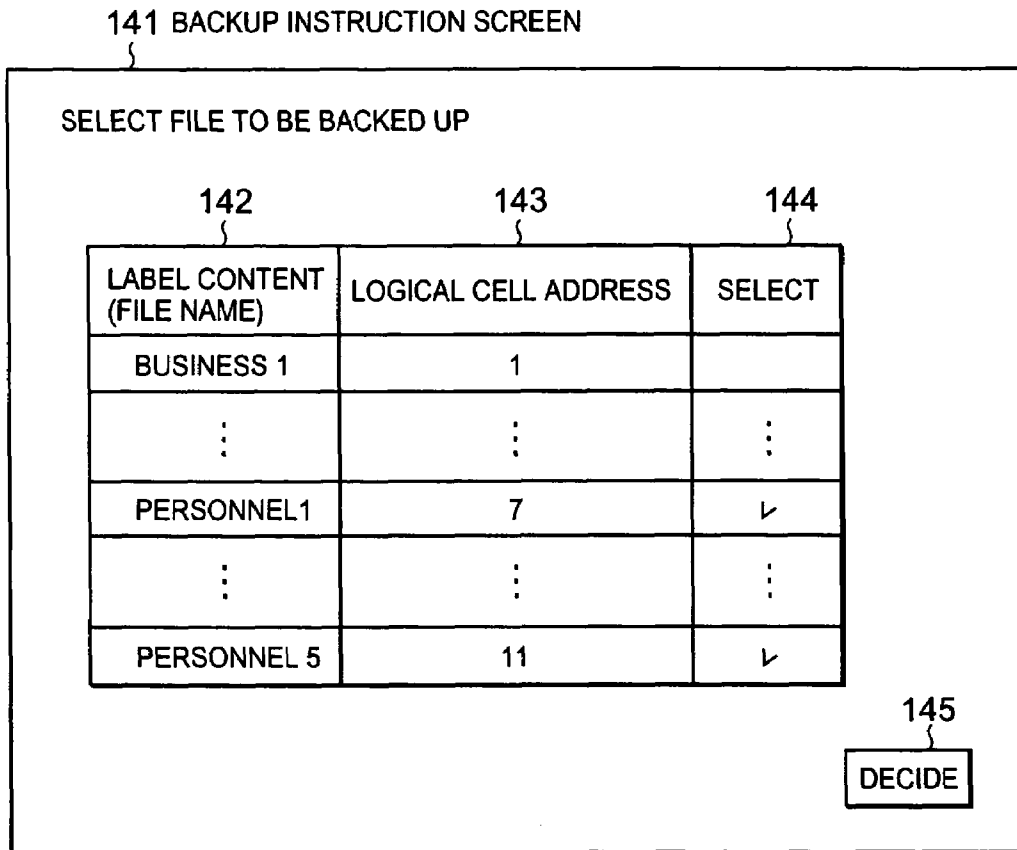 141 BACKUP INSTRUCTION SCREEN
SELECT FILE TO BE BACKED UP
142 143 144
LABEL CONTENT
(FILE NAME)
LOGICAL CELL ADDRESS
SELECT
BUSINESS 1 1
⋮ ⋮ ⋮
PERSONNEL1 7 ✓
⋮ ⋮ ⋮
PERSONNEL 5 11 ✓
145
DECIDE